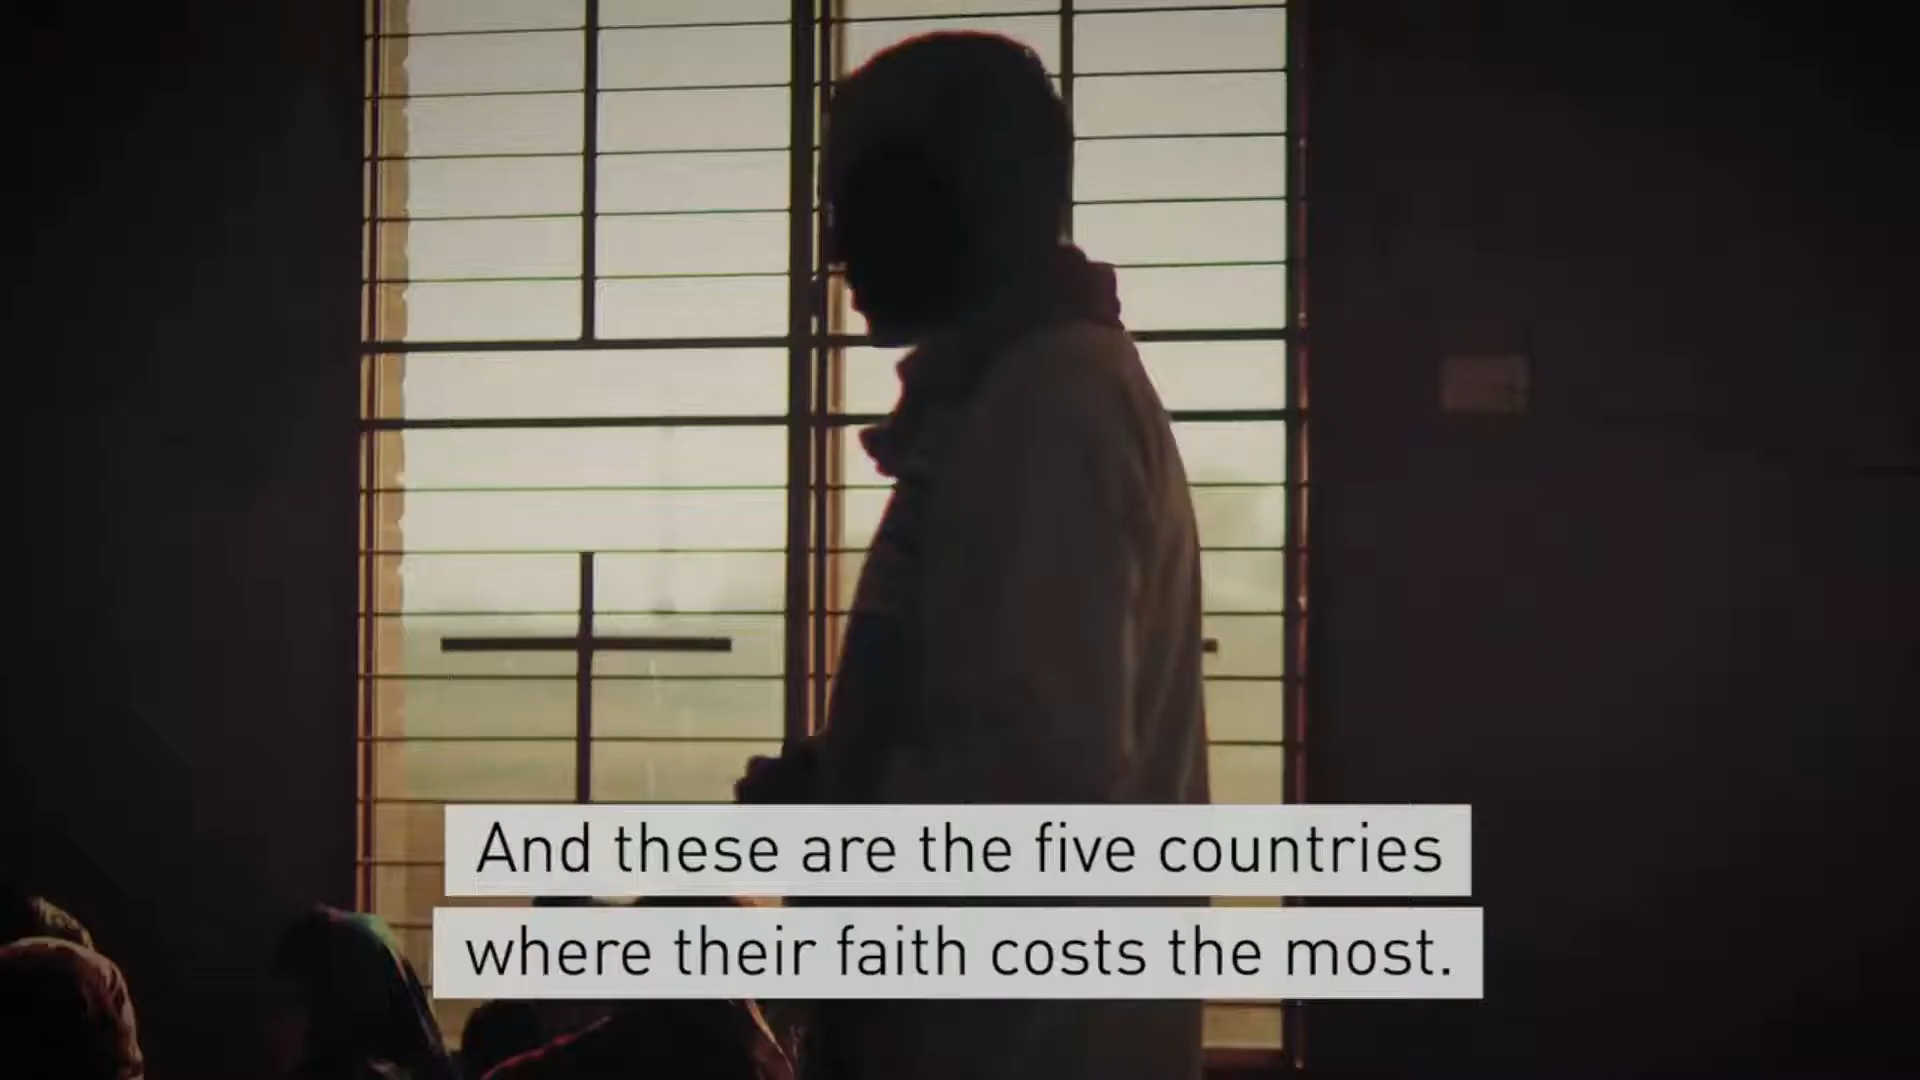 And these are the five countries
where their faith costs the most.